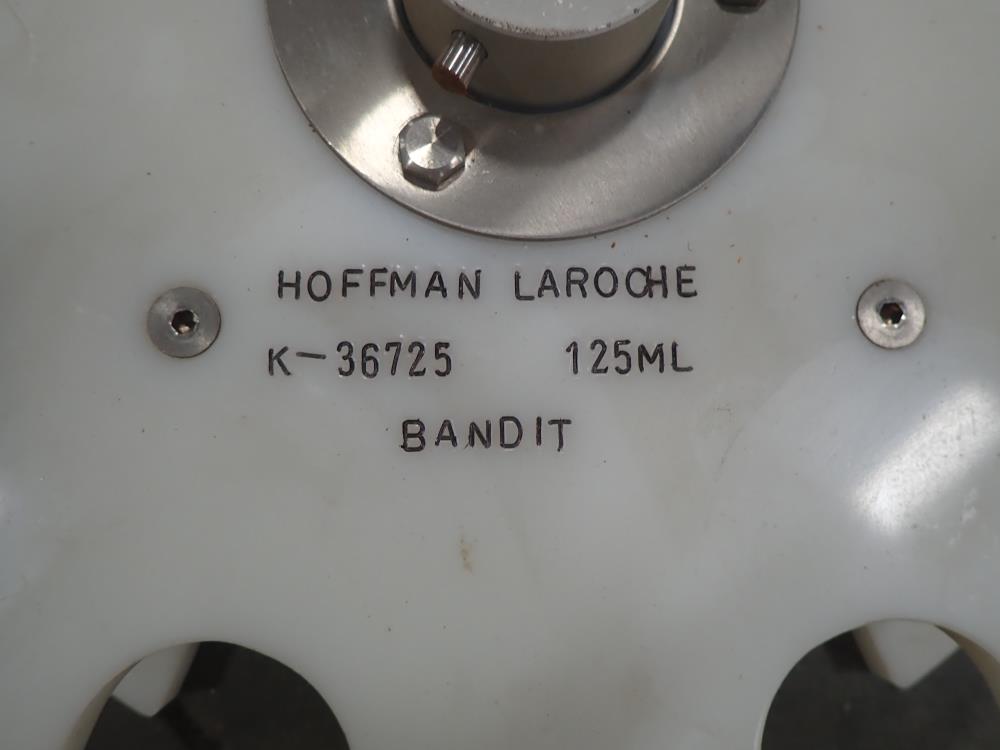 HOFFMAN LAROCHE
K-36725 125ML
BANDIT